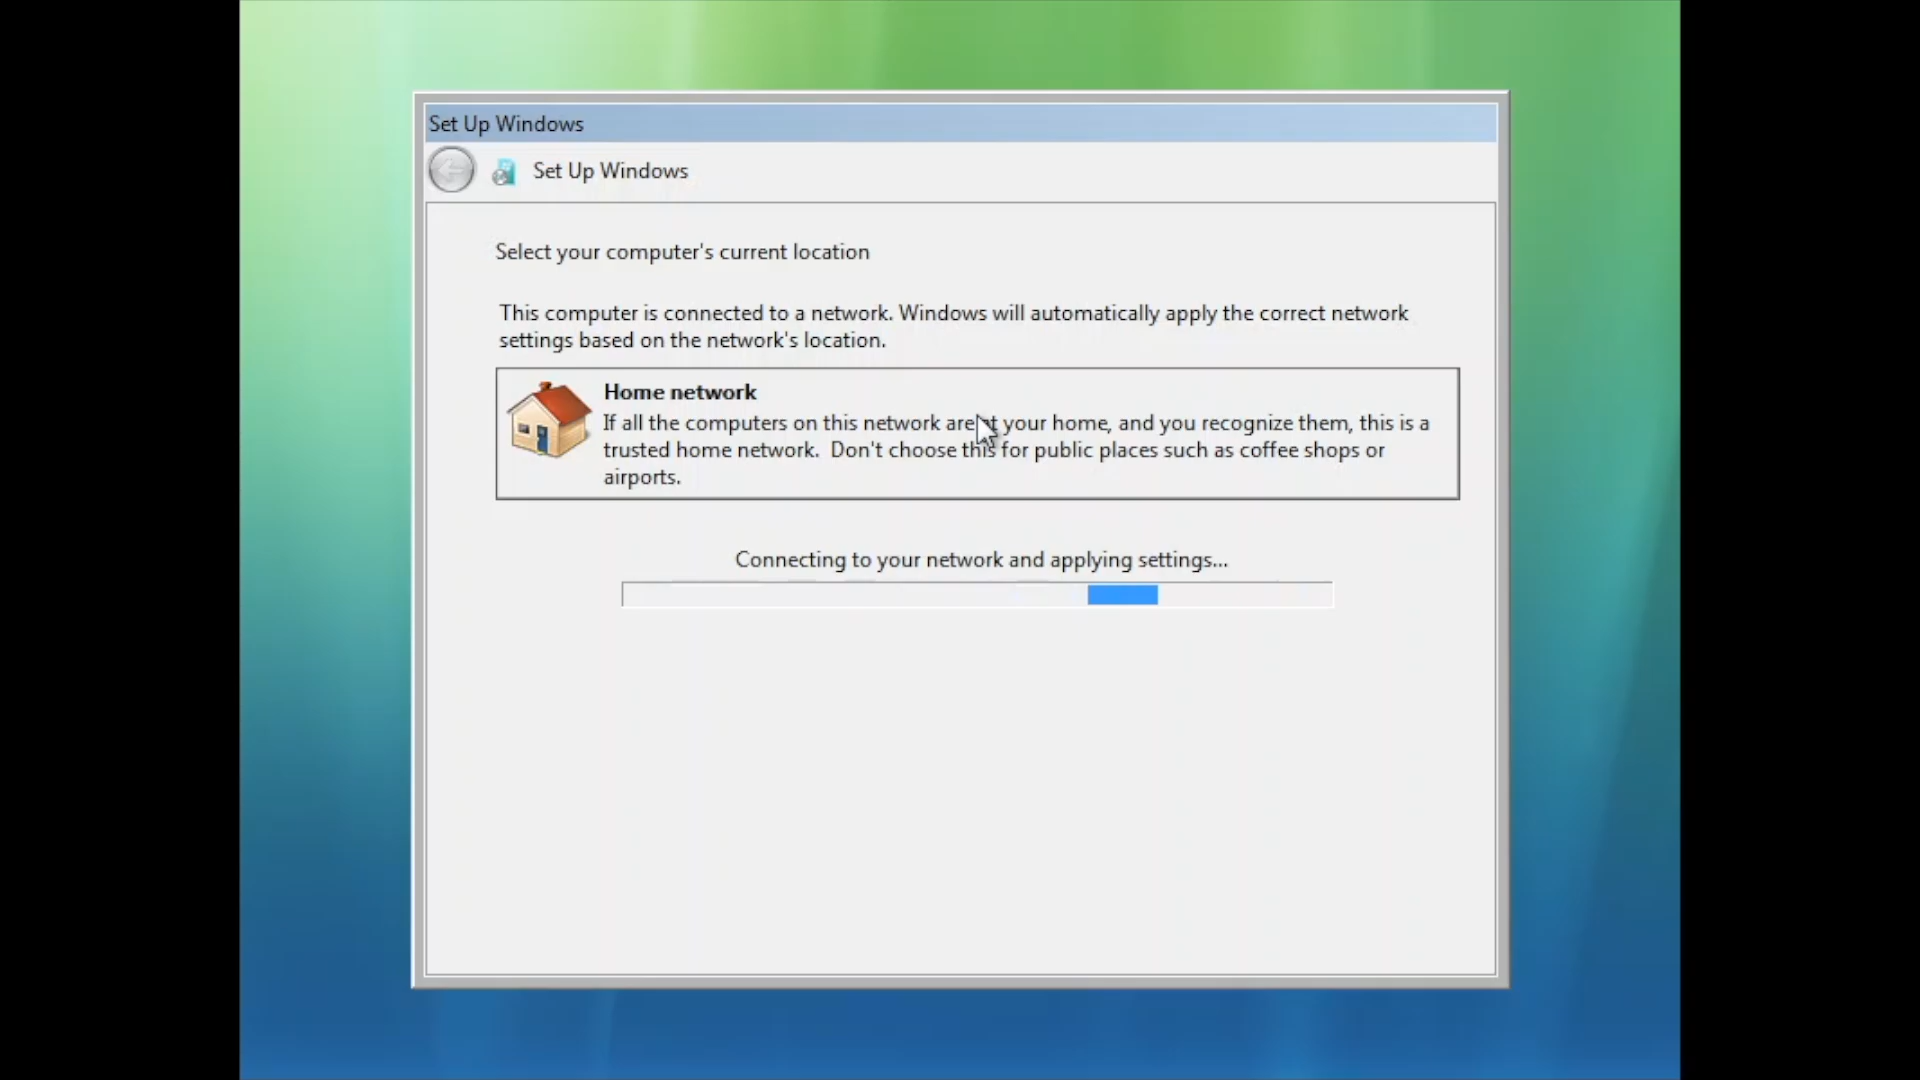 Set Up Windows
Set Up Windows
Select your computer's current location
This computer is connected to a network. Windows will automatically apply the correct network
settings based on the network's location.
Home network
If all the computers on this network are at your home, and you recognize them, this is a
trusted home network. Don't choose this for public places such as coffee shops or
airports.
Connecting to your network and applying settings...